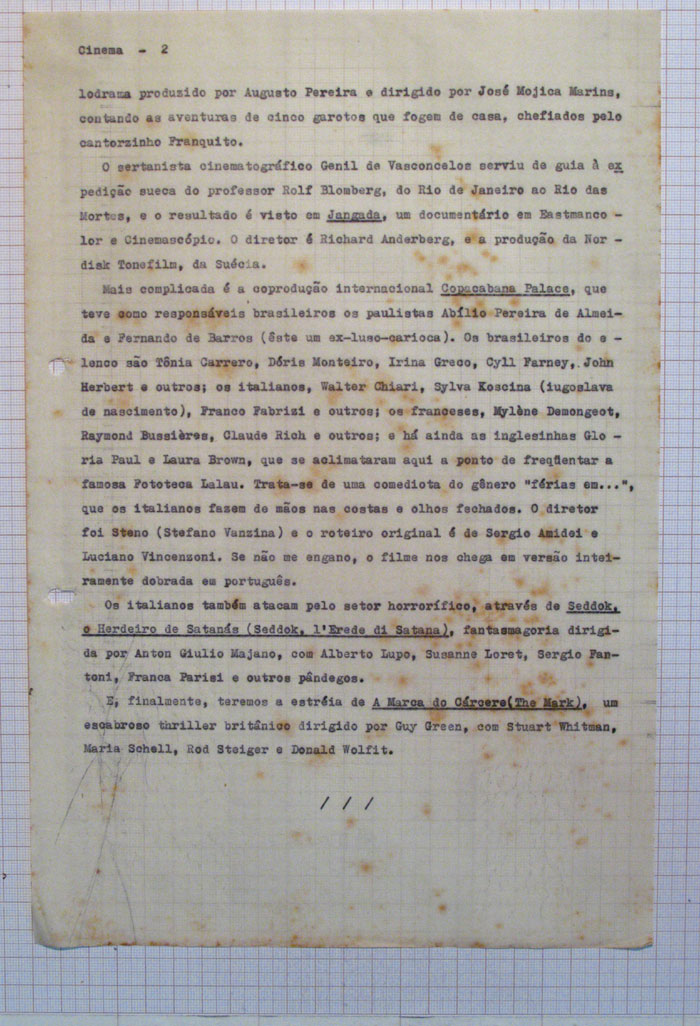 Cinema - 2
lodrama produzido por Augusto Pereira e dirigido por José Mojica Marins,
contando as aventuras de cinco garotos que fogem de casa, chefiados pelo
cantorzinho Franquito.
O sertanista cinematográfico Genil de Vasconcelos serviu de guia à ex
pedição sueca do professor Rolf Blomberg, do Rio de Janeiro ao Rio das
Mortes, e o resultado é visto em Jangada, um documentário em Eastmanco -
lor e Cinemascópio. O diretor é Richard Anderberg, e a produção da Nor -
disk Tonefilm, da Suécia.
Mais complicada é a coprodução internacional Copacabana Palace, que
teve como responsáveis brasileiros os paulistas Abílio Pereira de Almei-
da e Fernando de Barros (êste um ex-luso-carioca). Os brasileiros do e -
lenco são Tônia Carrero, Dóris Monteiro, Irina Greco, Cyll Farney, John
Herbert e outros; os italianos, Walter Chiari, Sylva Koscina (iugoslava
de nascimento), Franco Fabrizi e outros; os franceses, Mylène Demongeot,
Raymond Bussières, Claude Rich e outros; e há ainda as inglesinhas Glo -
ria Paul e Laura Brown, que se aclimataram aqui a ponto de freqüentar a
famosa Fototeca Lalau. Trata-se de uma comediota do gênero "férias em...",
que os italianos fazem de mãos nas costas e olhos fechados. O diretor
foi Steno (Stefano Vanzina) e o roteiro original é de Sergio Amidei e
Luciano Vincenzoni. Se não me engano, o filme nos chega em versão intei-
ramente dobrada em português.
Os italianos também atacam pelo setor horrorífico, através de Seddok,
o Herdeiro de Satanás (Seddok, l'Erede di Satana), fantasmagoria dirigi-
da por Anton Giulio Majano, com Alberto Lupo, Susanne Loret, Sergio Fan-
toni, Franca Parisi e outros pândegos.
E, finalmente, teremos a estréia de A Marca do Cárcere(The Mark), um
escabroso thriller britânico dirigido por Guy Green, com Stuart Whitman,
Maria Schell, Rod Steiger e Donald Wolfit.
/ / /